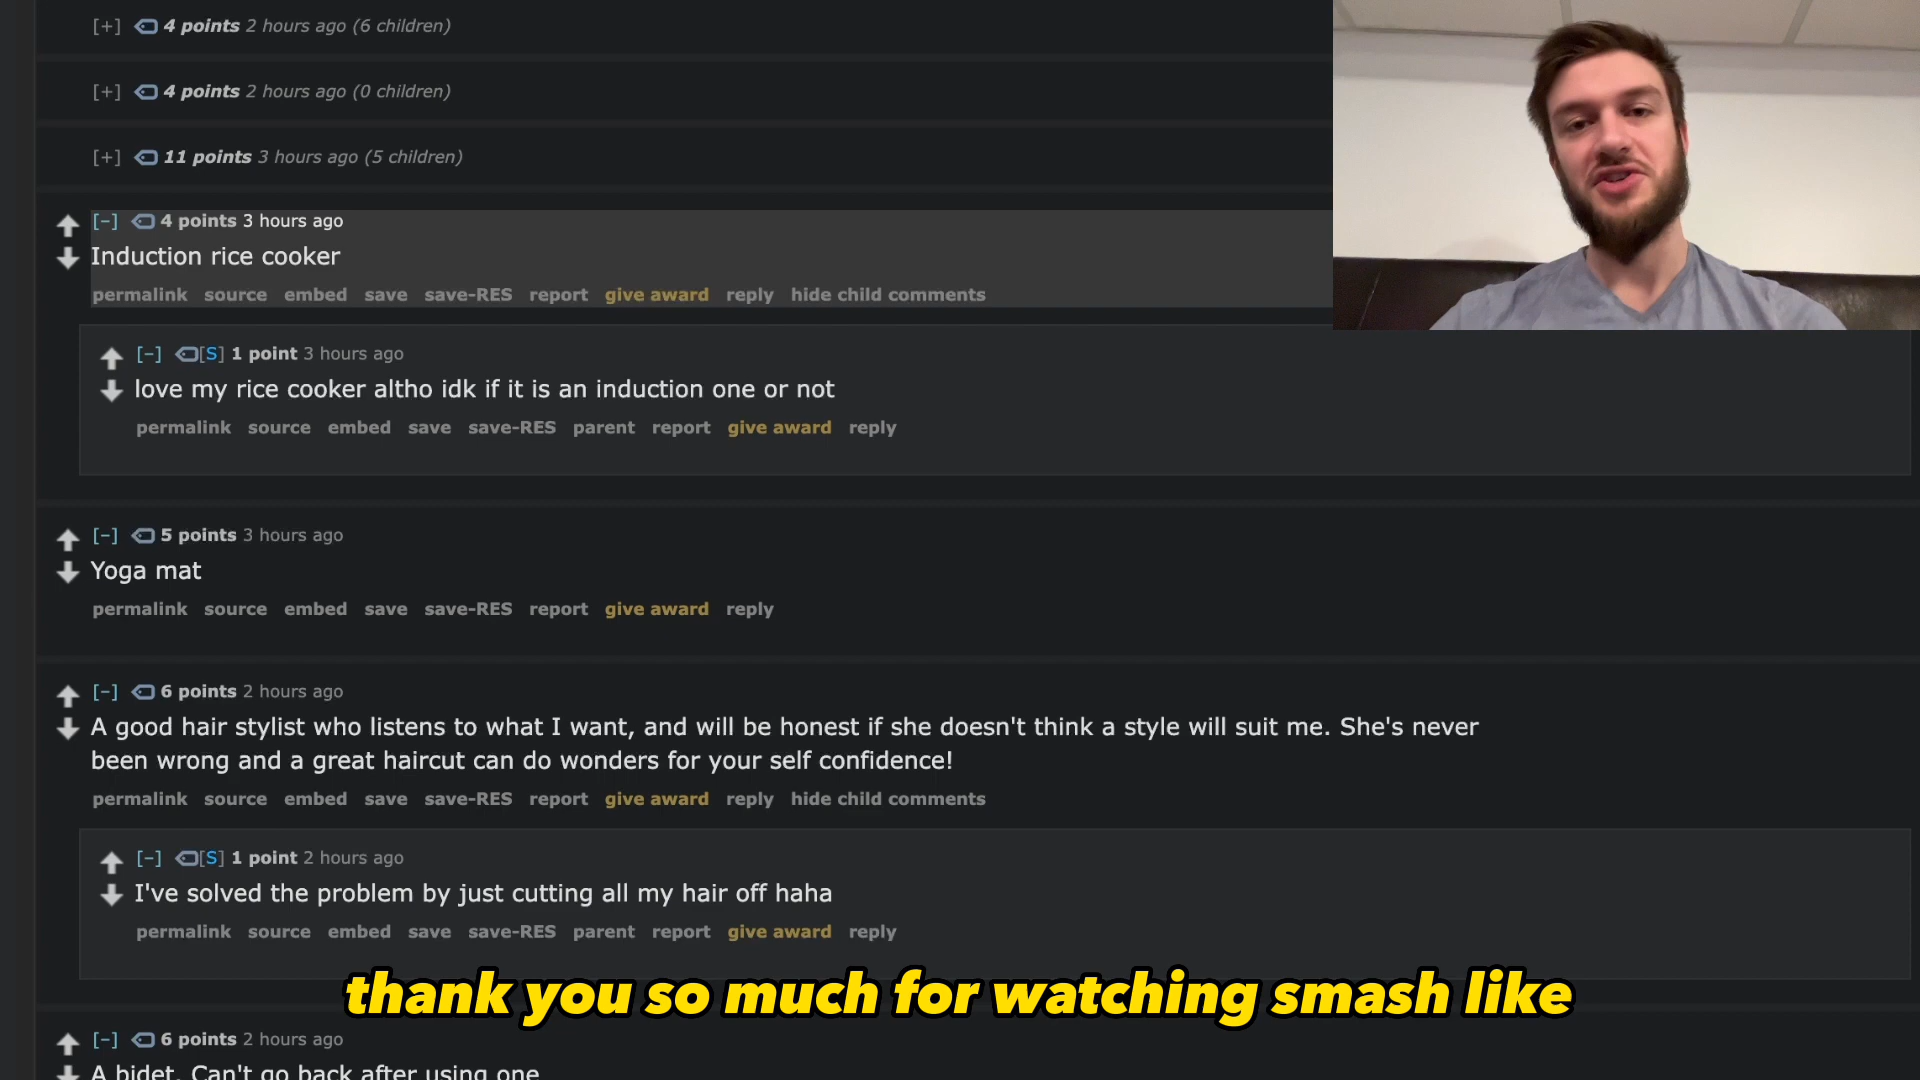 [+] 4 points 2 hours ago (6 children)
[+] 4 points 2 hours ago (0 children)
[+] 11 points 3 hours ago (5 children)
[-] 4 points 3 hours ago
Induction rice cooker
permalink source embed save save-RES report give award reply hide child comments
[-] [S] 1 point 3 hours ago
love my rice cooker altho idk if it is an induction one or not
permalink source embed save save-RES parent report give award reply
[-] 5 points 3 hours ago
Yoga mat
permalink source embed save save-RES report give award reply
[-] 6 points 2 hours ago
A good hair stylist who listens to what I want, and will be honest if she doesn't think a style will suit me. She's never
been wrong and a great haircut can do wonders for your self confidence!
permalink source embed save save-RES report give award reply hide child comments
[-] [S] 1 point 2 hours ago
I've solved the problem by just cutting all my hair off haha
permalink source embed save save-RES parent report give award reply
thank you so much for watching smash like
[-] 6 points 2 hours ago
A bidet. Can't go back after using one